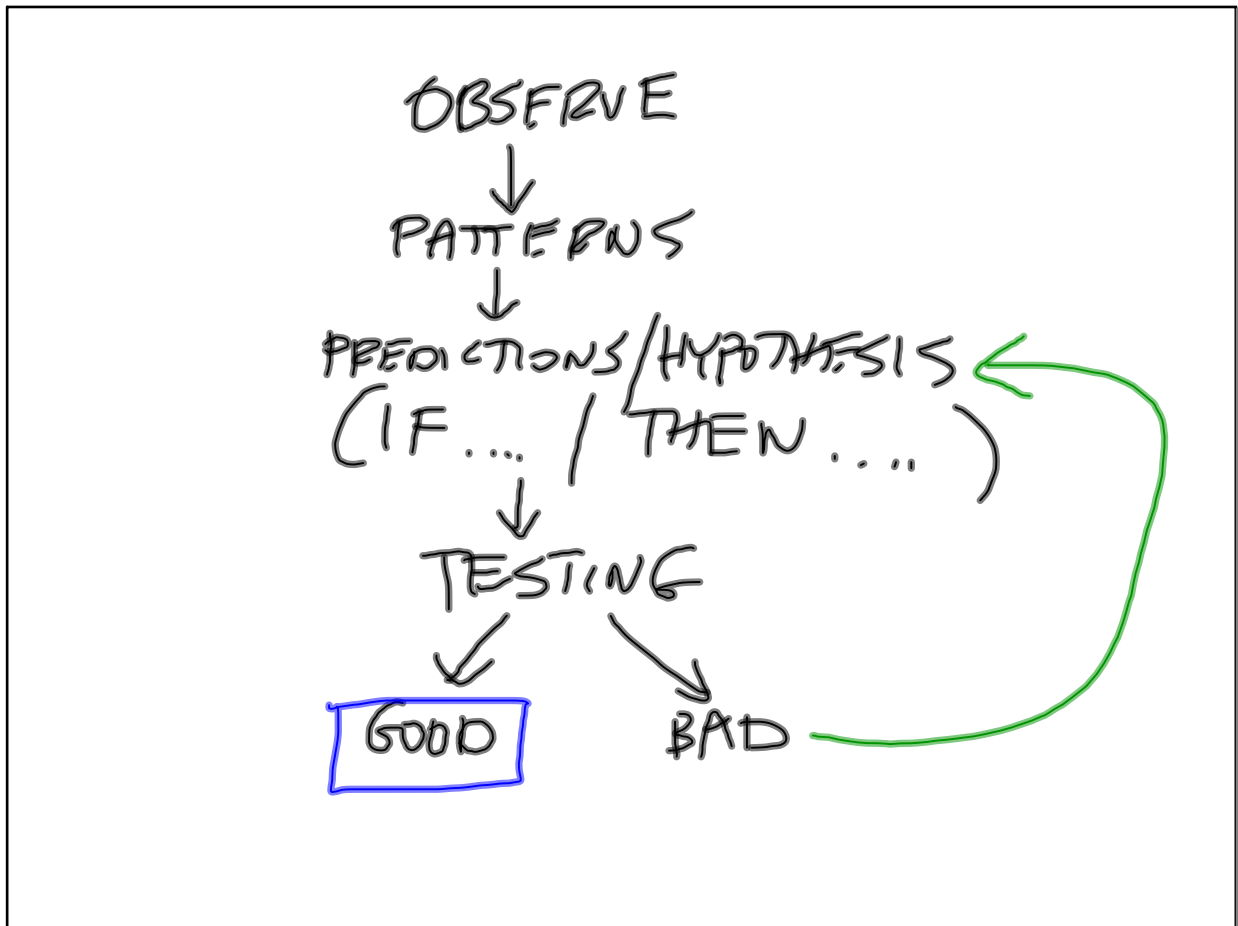 OBSERVE
PATTERNS
PREDICTIONS/HYPOTHESIS
(IF .... / THEN ....)
TESTING
GOOD BAD